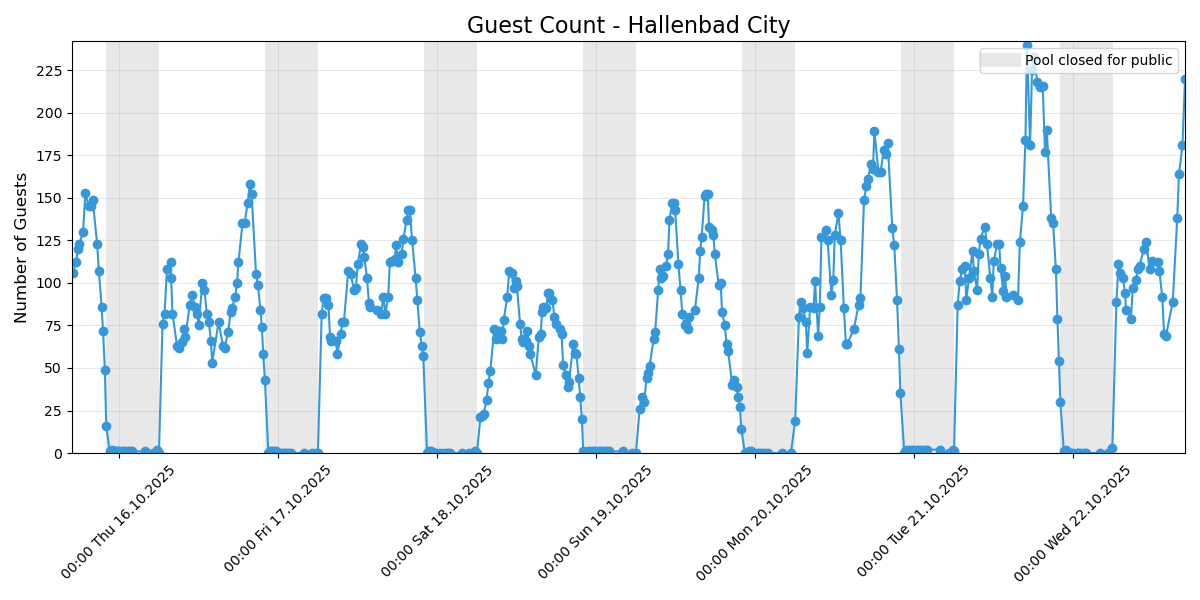 Guest Count - Hallenbad City
Pool closed for public
Number of Guests
225
200
175
150
125
100
75
50
25
0
00:00 Thu 16.10.2025
00:00 Fri 17.10.2025
00:00 Sat 18.10.2025
00:00 Sun 19.10.2025
00:00 Mon 20.10.2025
00:00 Tue 21.10.2025
00:00 Wed 22.10.2025